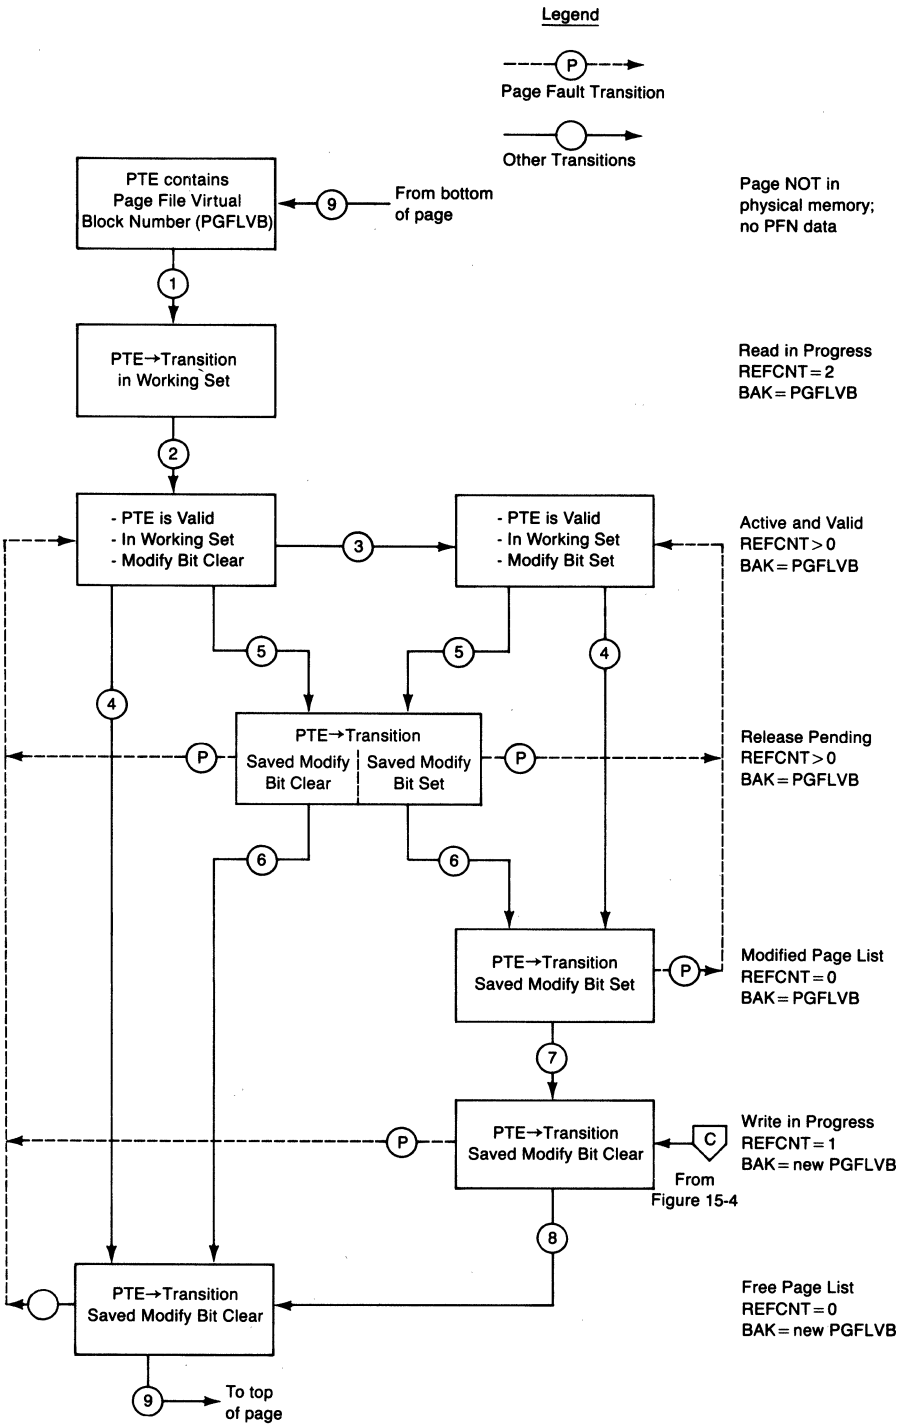 Legend
P
Page Fault Transition
Other Transitions
PTE contains
Page File Virtual
Block Number (PGFLVB)
9
From bottom
of page
Page NOT in
physical memory;
no PFN data
1
PTE→Transition
in Working Set
Read in Progress
REFCNT=2
BAK=PGFLVB
2
- PTE is Valid
- In Working Set
- Modify Bit Clear
3
- PTE is Valid
- In Working Set
- Modify Bit Set
Active and Valid
REFCNT>0
BAK=PGFLVB
5
5
4
4
PTE→Transition
Saved Modify
Bit Clear
Saved Modify
Bit Set
P
P
Release Pending
REFCNT>0
BAK=PGFLVB
6
6
PTE→Transition
Saved Modify Bit Set
P
Modified Page List
REFCNT=0
BAK=PGFLVB
7
P
PTE→Transition
Saved Modify Bit Clear
C
From
Figure 15-4
Write in Progress
REFCNT=1
BAK=new PGFLVB
8
PTE→Transition
Saved Modify Bit Clear
Free Page List
REFCNT=0
BAK=new PGFLVB
9
To top
of page